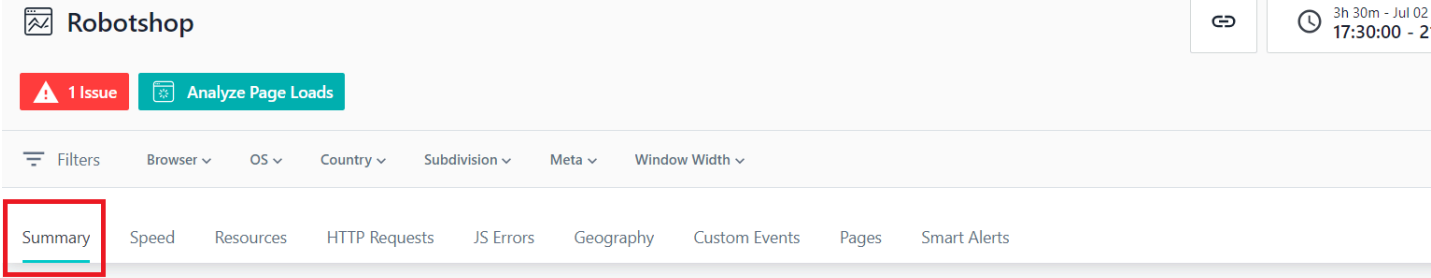 Robotshop
3h 30m - Jul 02
17:30:00 -
1 Issue
Analyze Page Loads
Filters
Browser
OS
Country
Subdivision
Meta
Window Width
Summary
Speed
Resources
HTTP Requests
JS Errors
Geography
Custom Events
Pages
Smart Alerts